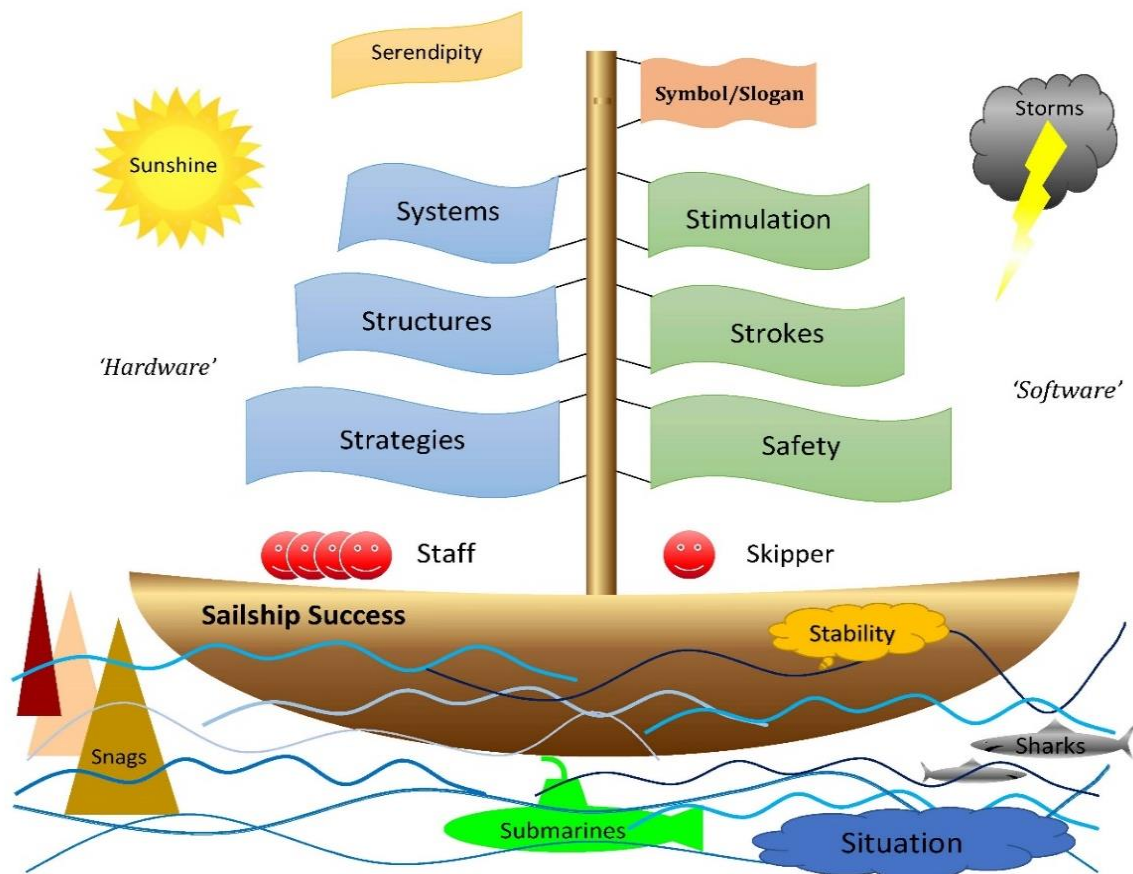 Serendipity
Symbol/Slogan
Sunshine
Storms
Systems
Stimulation
Structures
Strokes
'Hardware'
'Software'
Strategies
Safety
Staff
Skipper
Sailship Success
Stability
Snags
Sharks
Submarines
Situation